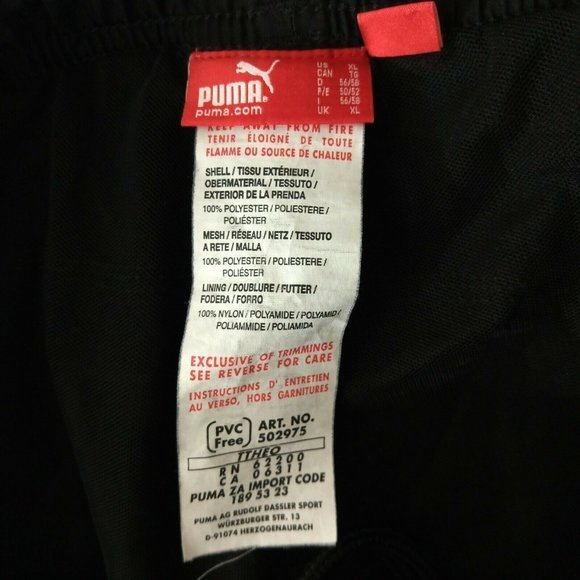 PUMA
puma.com
US XL
CAN TG
D 56/58
F/E 50/52
I 56/58
UK XL
KEEP AWAY FROM FIRE
TENIR ÉLOIGNÉ DE TOUTE
FLAMME OU SOURCE DE CHALEUR
SHELL / TISSU EXTÉRIEUR /
OBERMATERIAL / TESSUTO /
EXTERIOR DE LA PRENDA
100% POLYESTER / POLIESTERE /
POLIÉSTER
MESH / RÉSEAU / NETZ / TESSUTO
A RETE / MALLA
100% POLYESTER / POLIESTERE /
POLIÉSTER
LINING / DOUBLURE / FUTTER /
FODERA / FORRO
100% NYLON / POLYAMIDE / POLYAMID /
POLIAMMIDE / POLIAMIDA
EXCLUSIVE OF TRIMMINGS
SEE REVERSE FOR CARE
INSTRUCTIONS D' ENTRETIEN
AU VERSO, HORS GARNITURES
PVC Free
ART. NO.
502975
TTHEO
RN 62200
CA 06311
PUMA ZA IMPORT CODE
189 53 23
PUMA AG RUDOLF DASSLER SPORT
WÜRZBURGER STR. 13
D-91074 HERZOGENAURACH